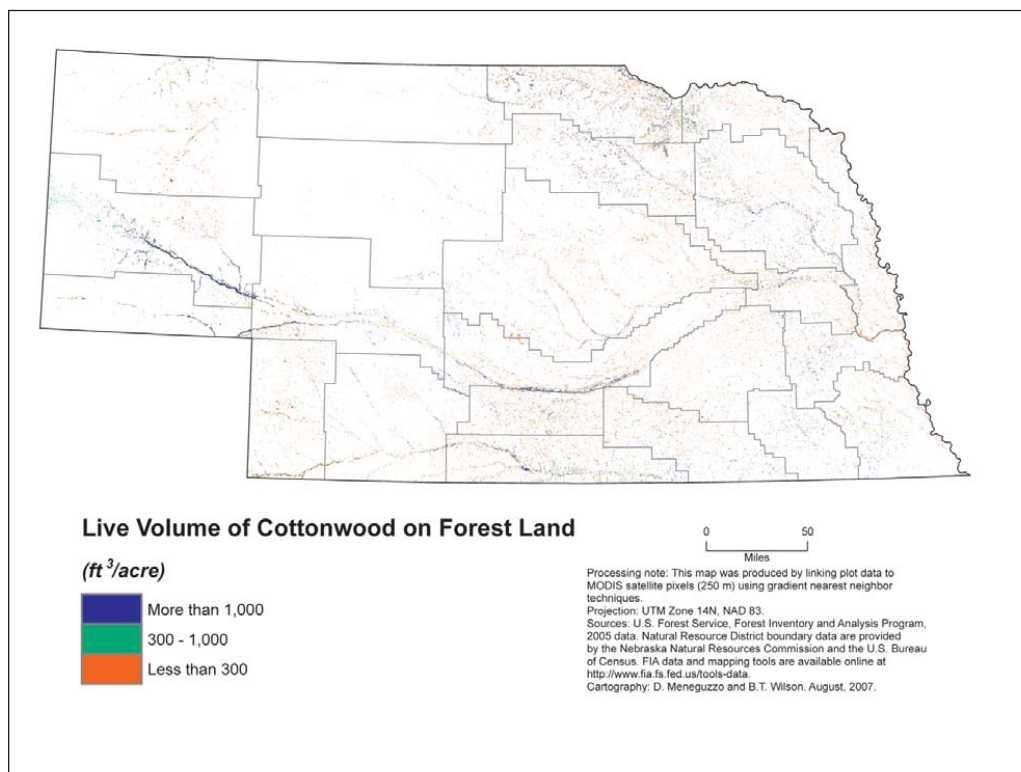 Live Volume of Cottonwood on Forest Land
(ft ³/acre)
More than 1,000
300 - 1,000
Less than 300
0 50
Miles
Processing note: This map was produced by linking plot data to
MODIS satellite pixels (250 m) using gradient nearest neighbor
techniques.
Projection: UTM Zone 14N, NAD 83.
Sources: U.S. Forest Service, Forest Inventory and Analysis Program,
2005 data. Natural Resource District boundary data are provided
by the Nebraska Natural Resources Commission and the U.S. Bureau
of Census. FIA data and mapping tools are available online at
http://www.fia.fs.fed.us/tools-data.
Cartography: D. Meneguzzo and B.T. Wilson. August, 2007.